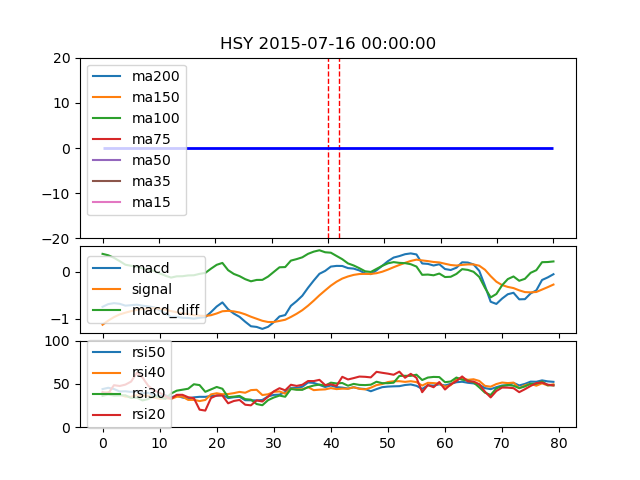 HSY 2015-07-16 00:00:00
20
10
0
−10
−20
ma200
ma150
ma100
ma75
ma50
ma35
ma15
0
−1
macd
signal
macd_diff
100
50
0
rsi50
rsi40
rsi30
rsi20
0 10 20 30 40 50 60 70 80